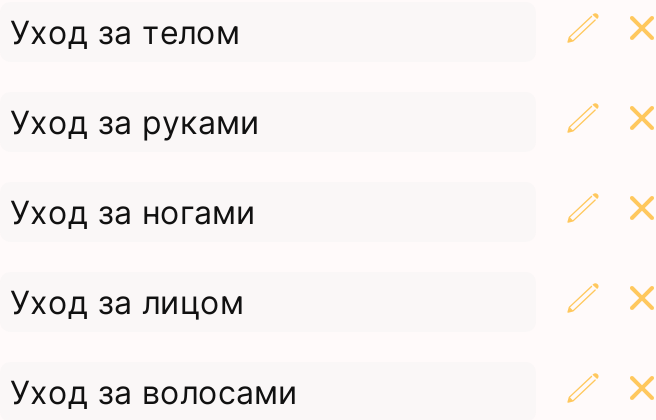 Уход за телом
Уход за руками
Уход за ногами
Уход за лицом
Уход за волосами